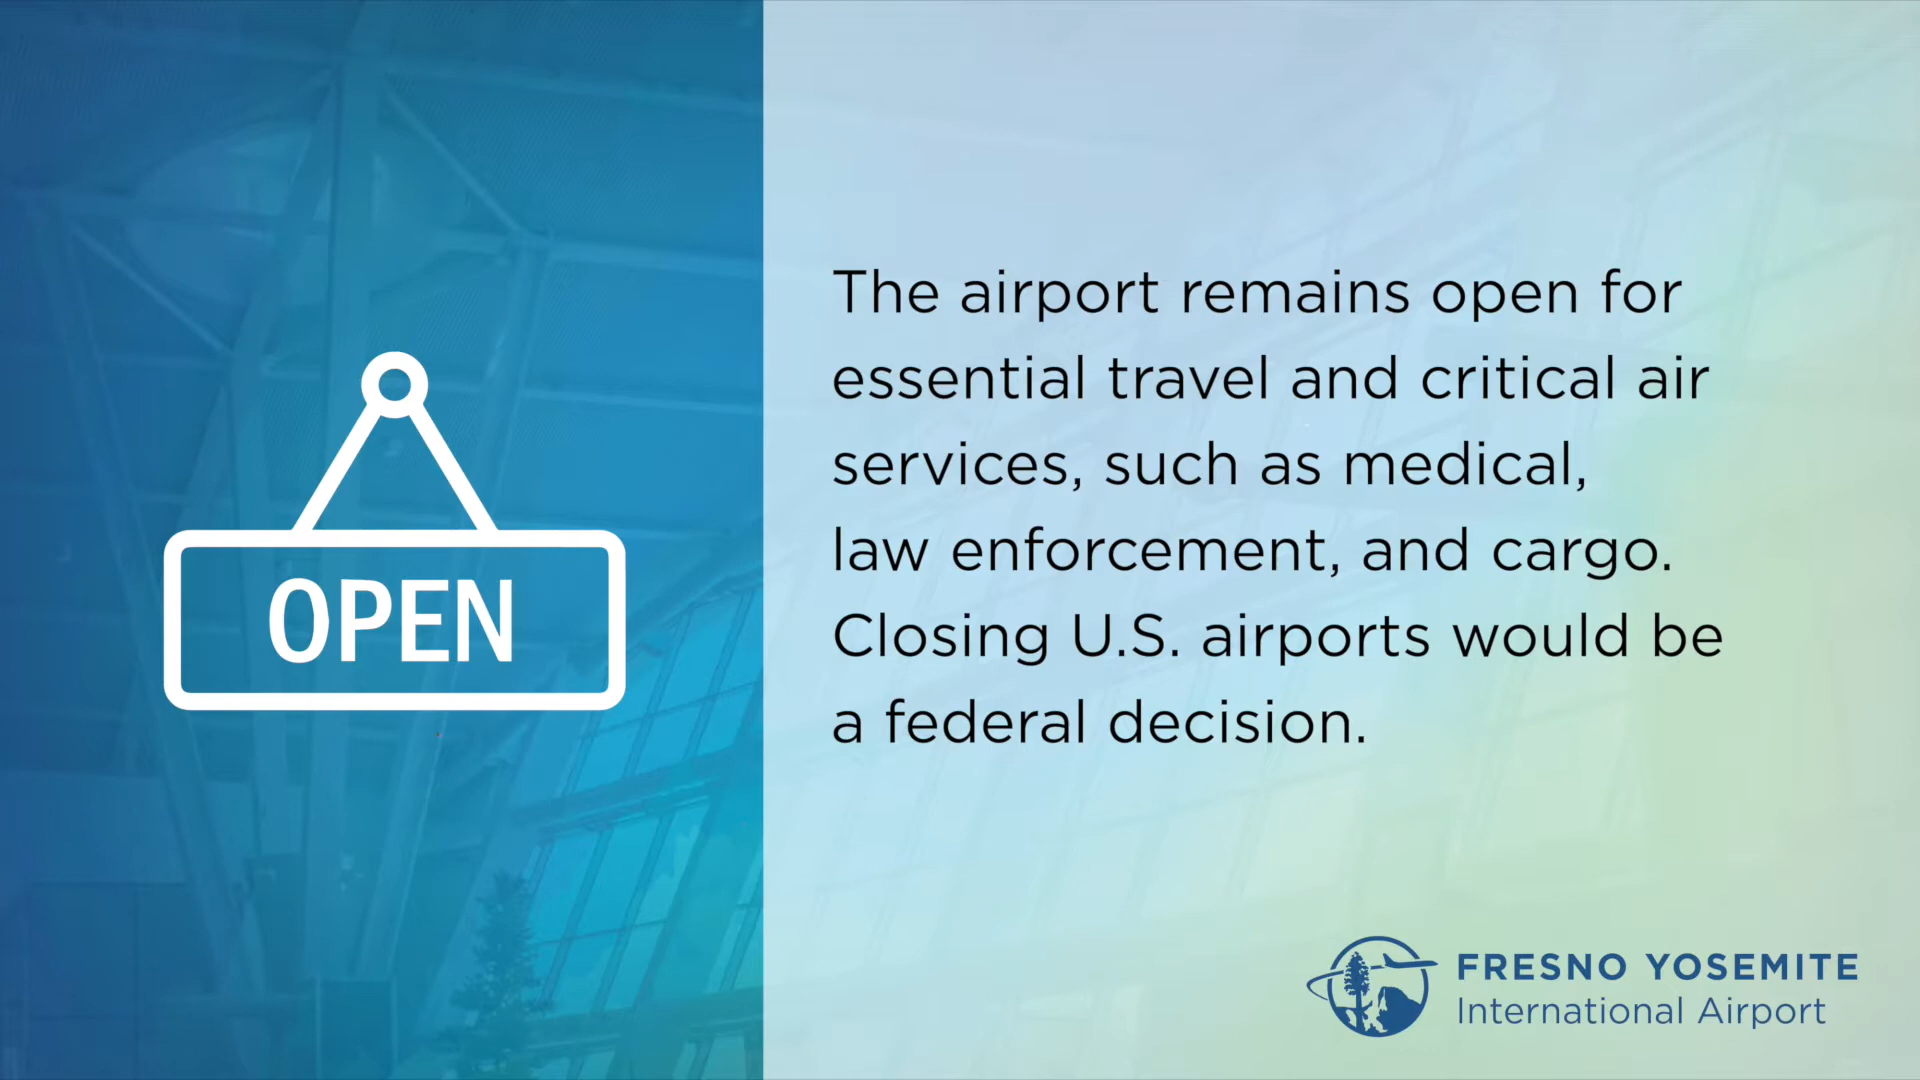 OPEN
The airport remains open for
essential travel and critical air
services, such as medical,
law enforcement, and cargo.
Closing U.S. airports would be
a federal decision.
FRESNO YOSEMITE
International Airport